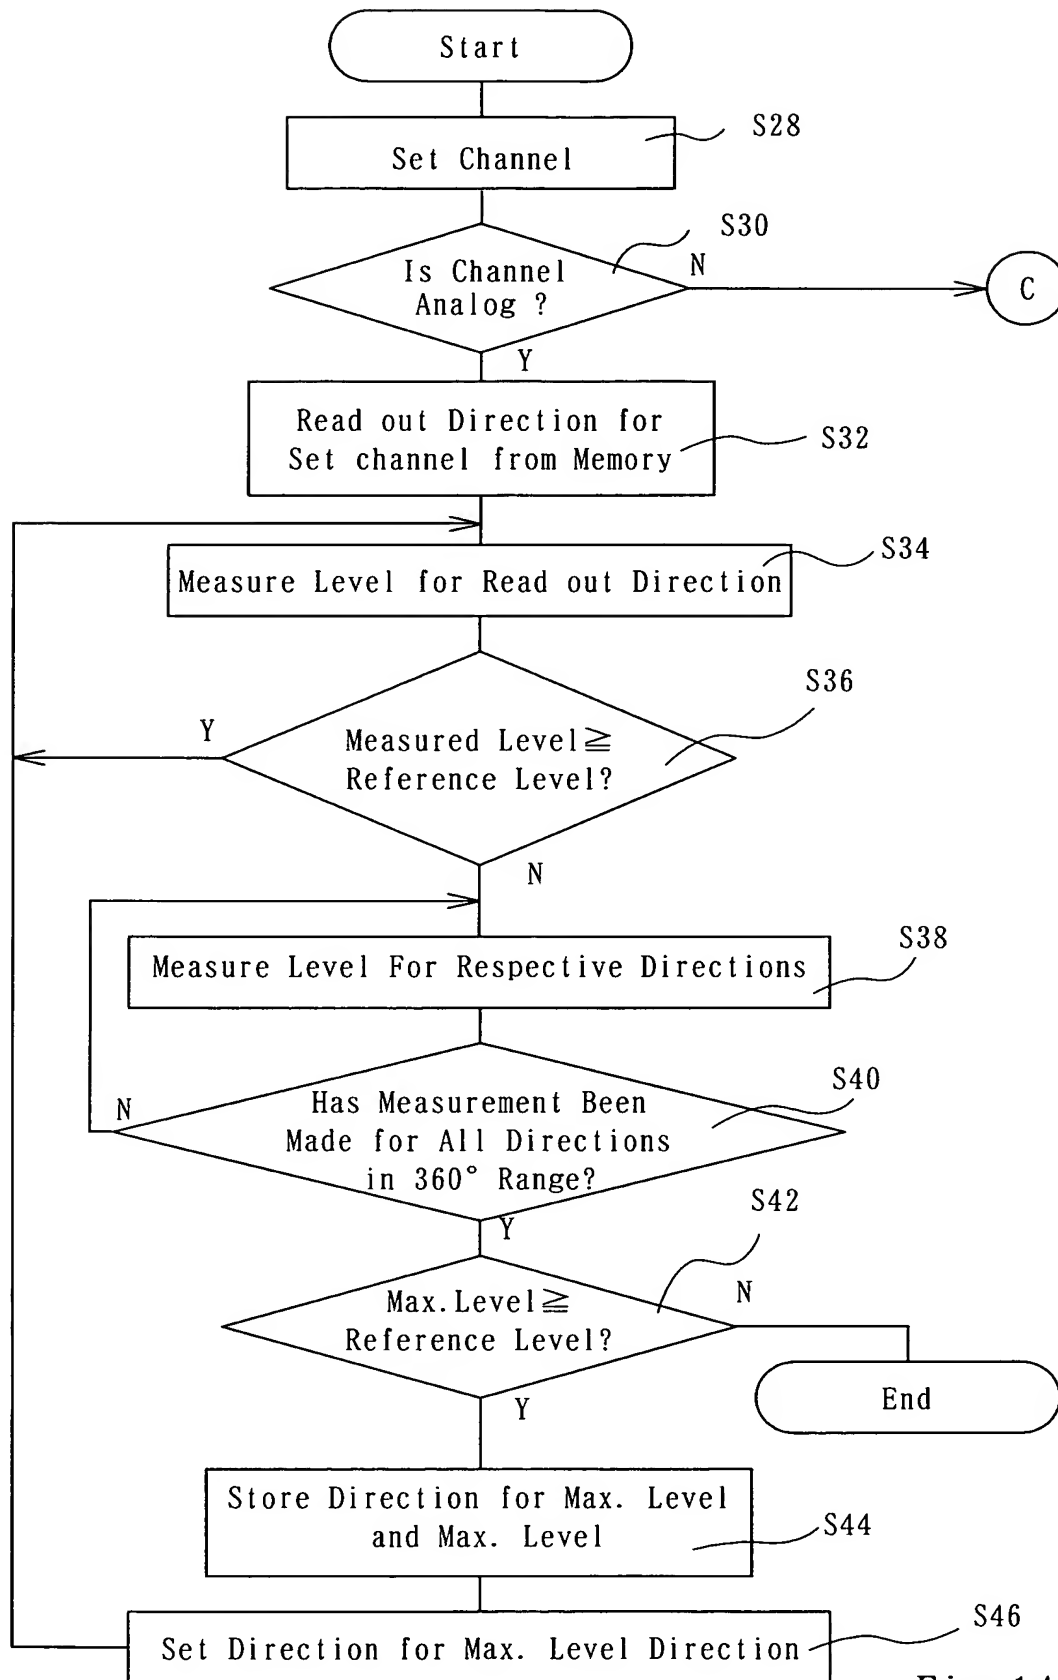 Start
S28
Set Channel
S30
Is Channel
Analog ?
N
C
Y
Read out Direction for
Set channel from Memory
S32
S34
Measure Level for Read out Direction
S36
Y
Measured Level≧
Reference Level?
N
S38
Measure Level For Respective Directions
S40
N
Has Measurement Been
Made for All Directions
in 360° Range?
Y
S42
Max.Level≧
Reference Level?
N
End
Y
Store Direction for Max. Level
and Max. Level
S44
S46
Set Direction for Max. Level Direction